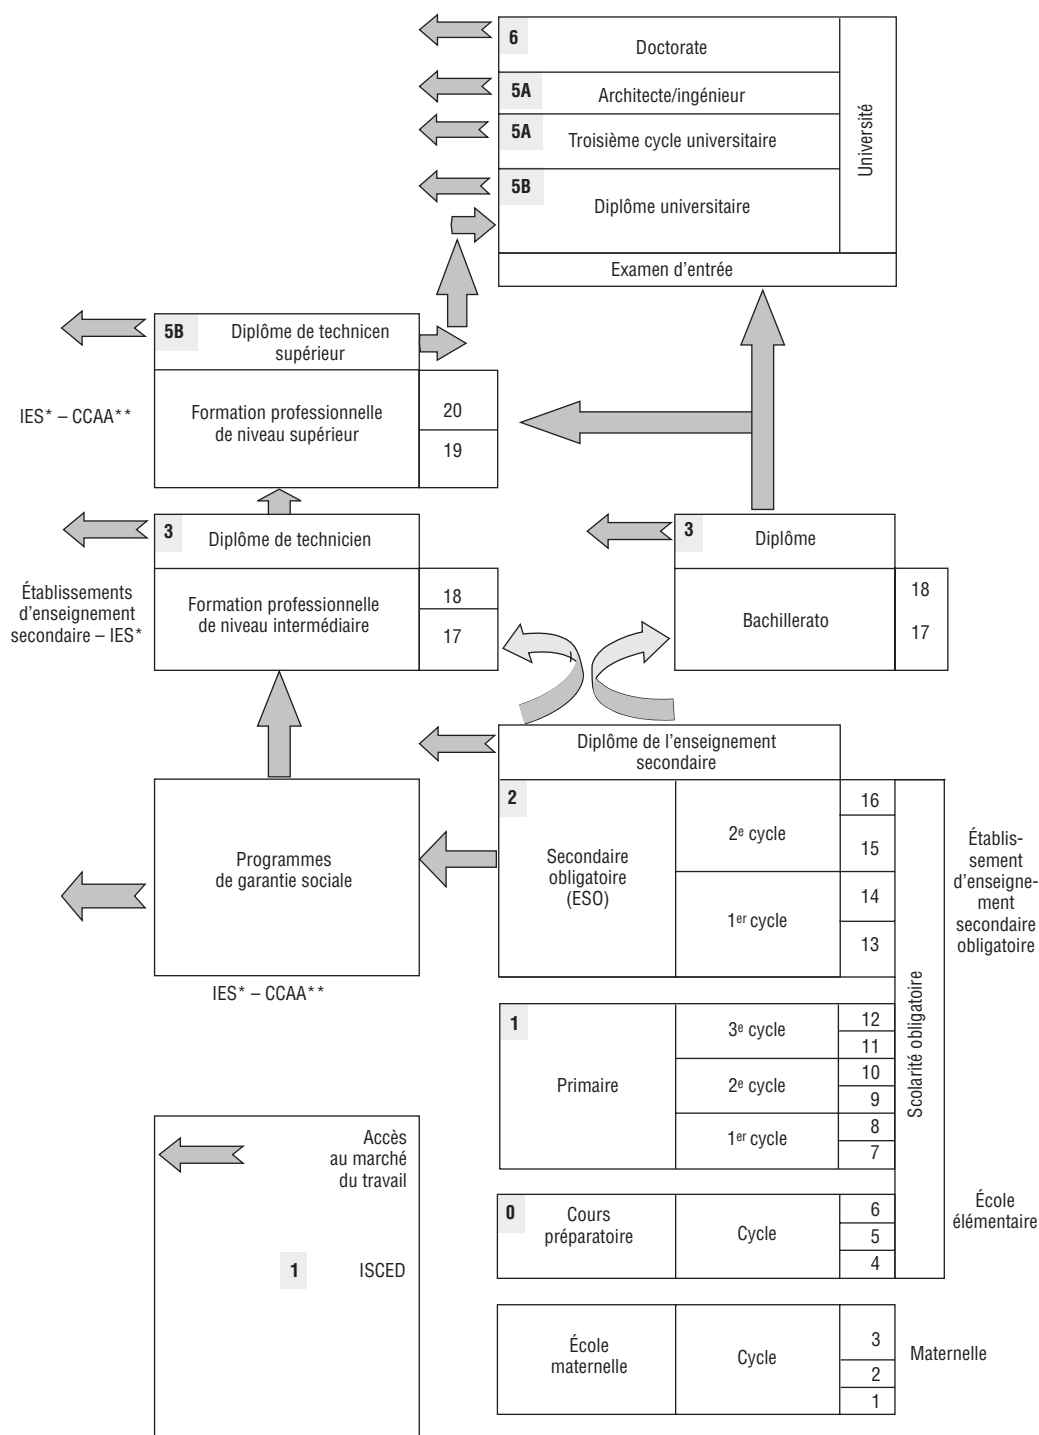 6
Doctorate
5A
Architecte/ingénieur
5A
Troisième cycle universitaire
5B
Diplôme universitaire
Université
Examen d'entrée
5B
Diplôme de technicen
supérieur
IES* – CCAA**
Formation professionnelle
de niveau supérieur
20
19
3
Diplôme de technicien
3
Diplôme
Établissements
d'enseignement
secondaire – IES*
Formation professionnelle
de niveau intermédiaire
18
17
Bachillerato
18
17
Diplôme de l'enseignement
secondaire
Programmes
de garantie sociale
IES* – CCAA**
2
Secondaire
obligatoire
(ESO)
2e cycle
1er cycle
16
15
14
13
Établis-
sement
d'enseigne-
ment
secondaire
obligatoire
Scolarité obligatoire
1
Primaire
3e cycle
2e cycle
1er cycle
12
11
10
9
8
7
Accès
au marché
du travail
1
ISCED
0
Cours
préparatoire
Cycle
6
5
4
École
élémentaire
École
maternelle
Cycle
3
2
1
Maternelle